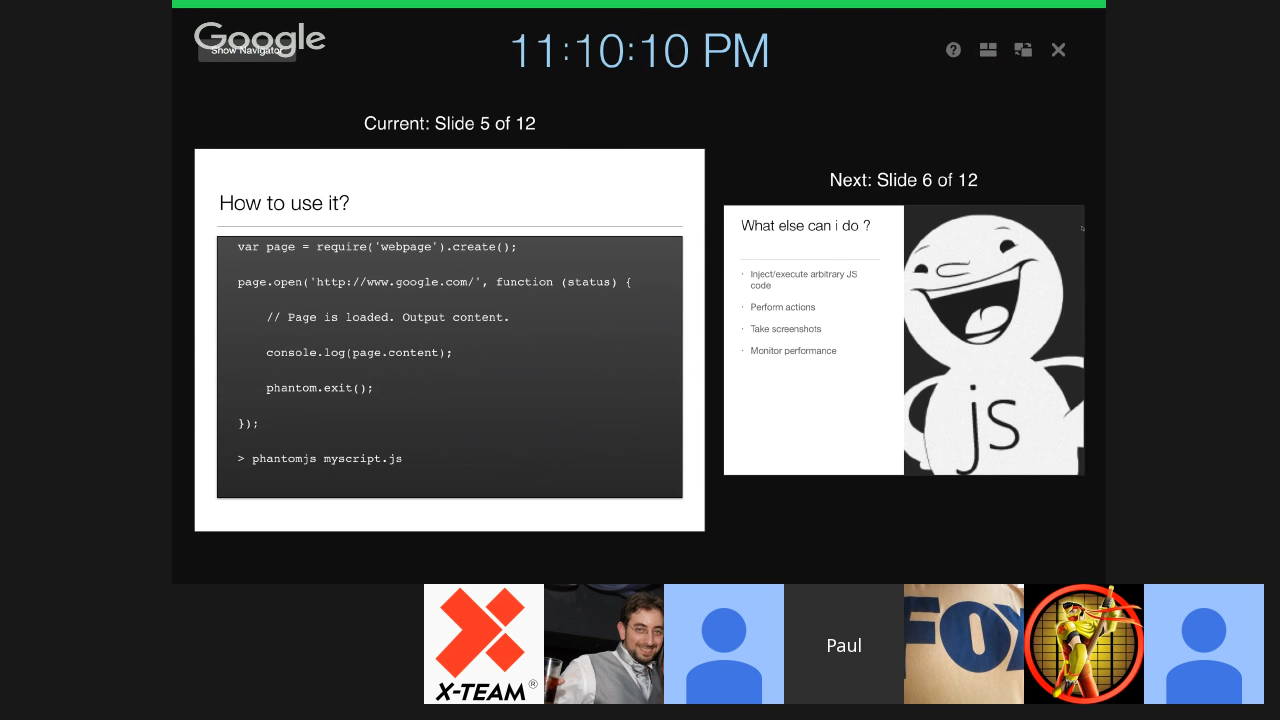 Google
Show Navigator
11:10:10 PM
Current: Slide 5 of 12
How to use it?
var page = require('webpage').create();
page.open('http://www.google.com/', function (status) {
// Page is loaded. Output content.
console.log(page.content);
phantom.exit();
});
> phantomjs myscript.js
Next: Slide 6 of 12
What else can i do ?
· Inject/execute arbitrary JS
code
· Perform actions
· Take screenshots
· Monitor performance
js
X-TEAM®
Paul
FOX